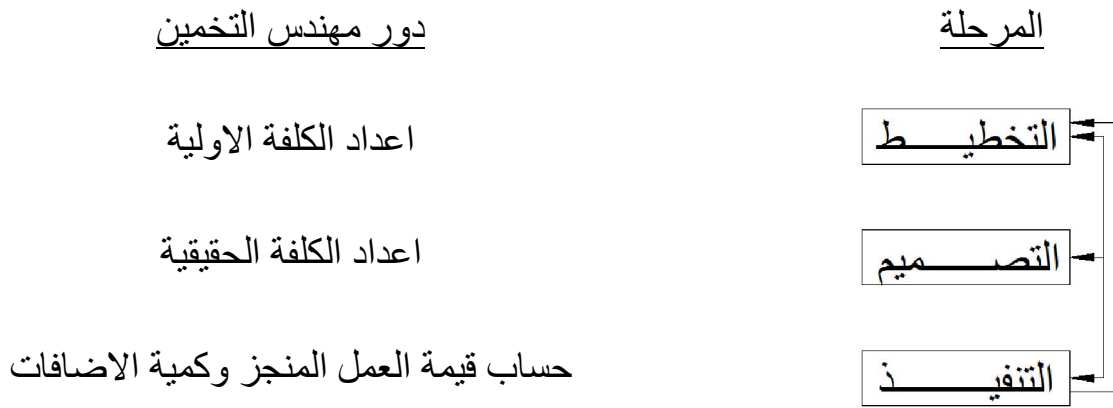 المرحلة دور مهندس التخمين
التخطيـــــط اعداد الكلفة الاولية
التصـــــميم اعداد الكلفة الحقيقية
التنفيـــــذ حساب قيمة العمل المنجز وكمية الاضافات